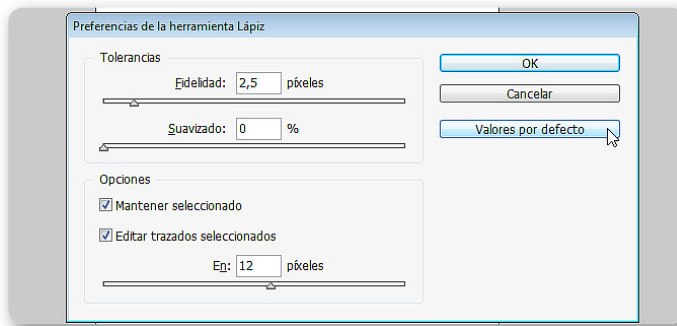 Preferencias de la herramienta Lápiz
Tolerancias
Fidelidad: 2,5 píxeles
Suavizado: 0 %
Opciones
Mantener seleccionado
Editar trazados seleccionados
En: 12 píxeles
OK
Cancelar
Valores por defecto